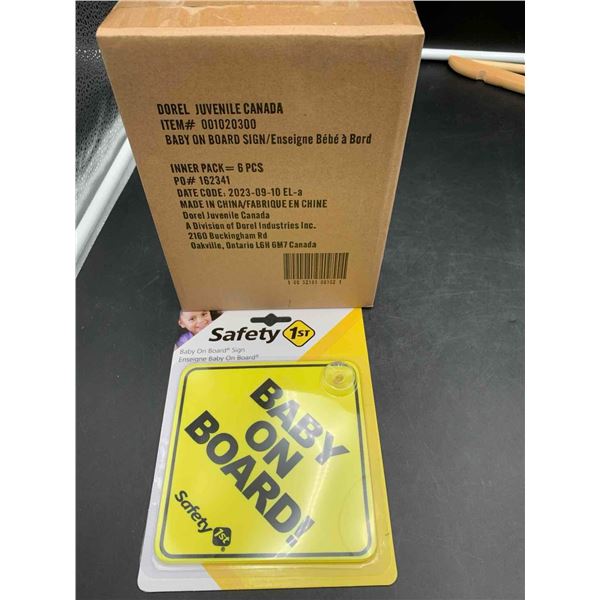 DOREL JUVENILE CANADA
ITEM# 001020300
BABY ON BOARD SIGN/Enseigne Bébé à Bord
INNER PACK= 6 PCS
PO# 162341
DATE CODE: 2023-09-10 EL-a
MADE IN CHINA/FABRIQUE EN CHINE
Dorel Juvenile Canada
A Division of Dorel Industries Inc.
2160 Buckingham Rd
Oakville, Ontario L6H 6M7 Canada
Safety 1ST
Baby On Board® Sign
Enseigne Baby On Board®
BABY
ON
BOARD!
Safety 1st®